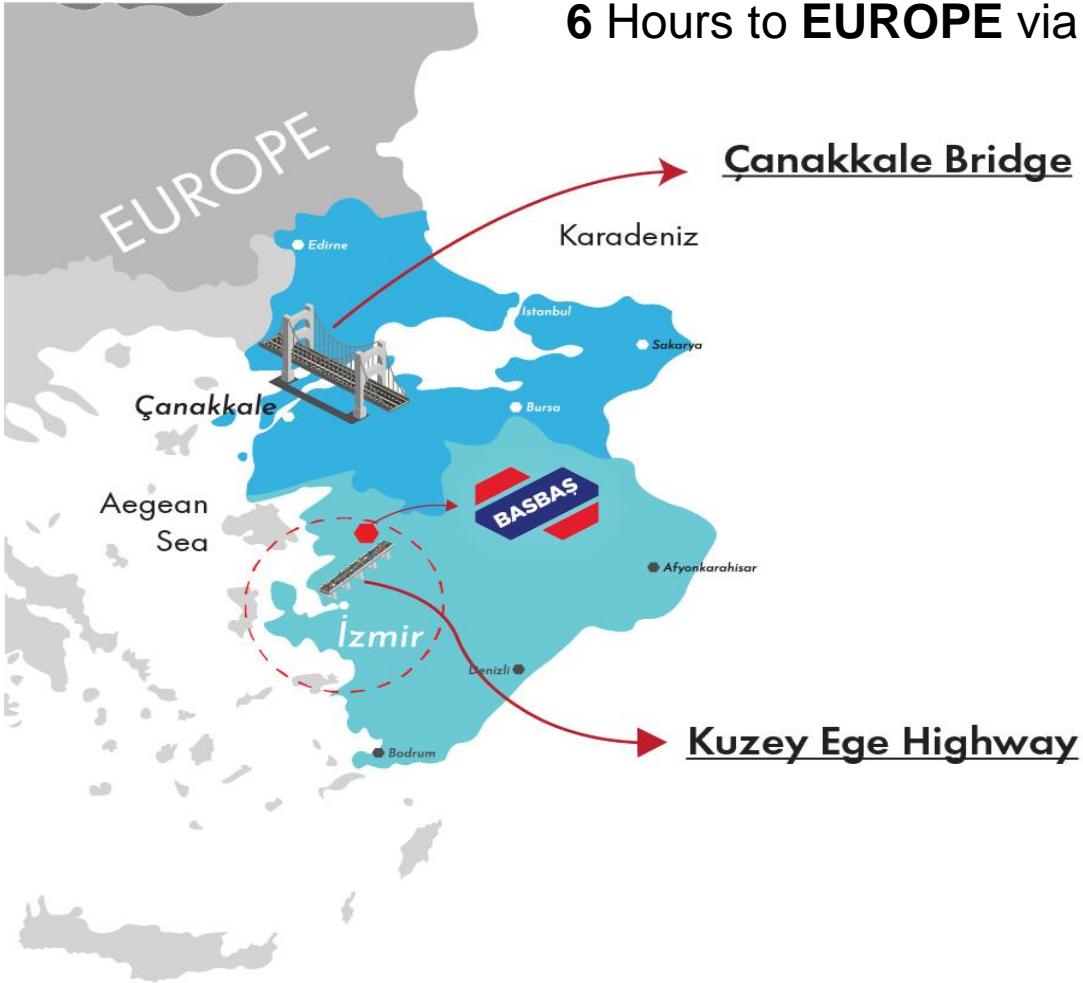 6 Hours to EUROPE via
EUROPE
Çanakkale Bridge
Karadeniz
Edirne
Istanbul
Sakarya
Çanakkale
Bursa
BASBAŞ
Aegean
Sea
Afyonkarahisar
İzmir
Denizli
Kuzey Ege Highway
Bodrum